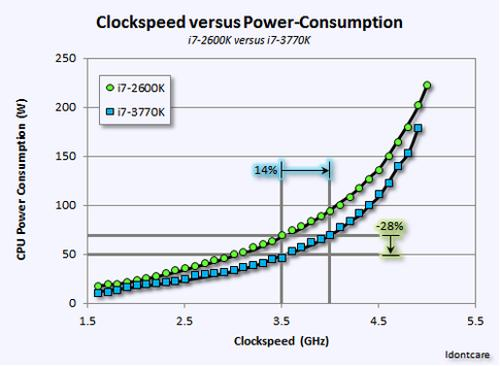 Clockspeed versus Power-Consumption
i7-2600K versus i7-3770K
250
200
150
100
50
0
CPU Power Consumption (W)
i7-2600K
i7-3770K
14%
-28%
1.5
2.5
3.5
4.5
5.5
Clockspeed (GHz)
Idontcare